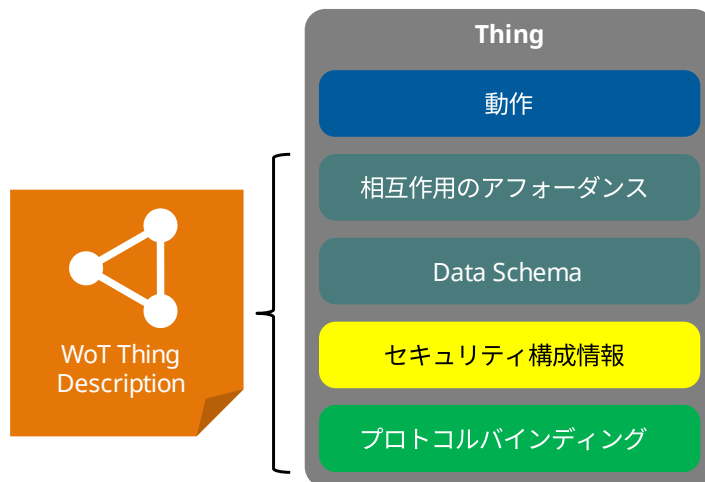 Thing
動作
相互作用のアフォーダンス
Data Schema
セキュリティ構成情報
プロトコルバインディング
WoT Thing
Description